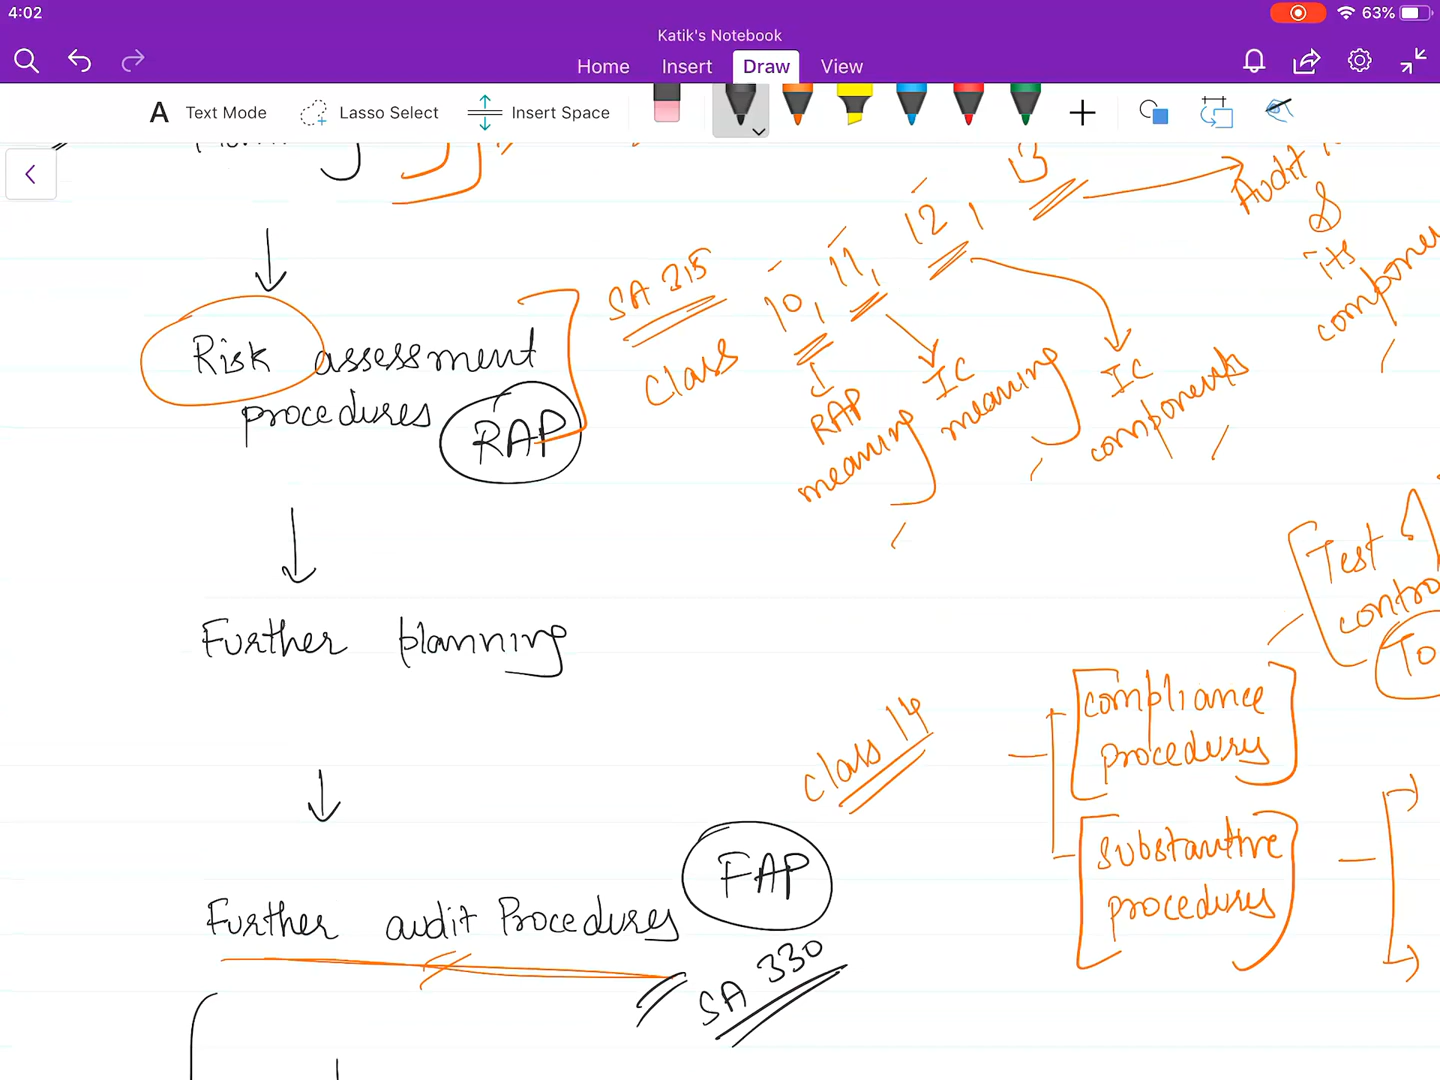 4:02
63%
Katik's Notebook
Home
Insert
Draw
View
A
Text Mode
Lasso Select
Insert Space
13
Audit
&
its
12,
11,
10,
SA 315
class
Risk assessment
procedures
RAP
RAP
meaning
IC
meaning
IC
components
Further planning
Test of
class 14
compliance
procedures
substantive
procedures
FAP
Further audit Procedures
SA 330